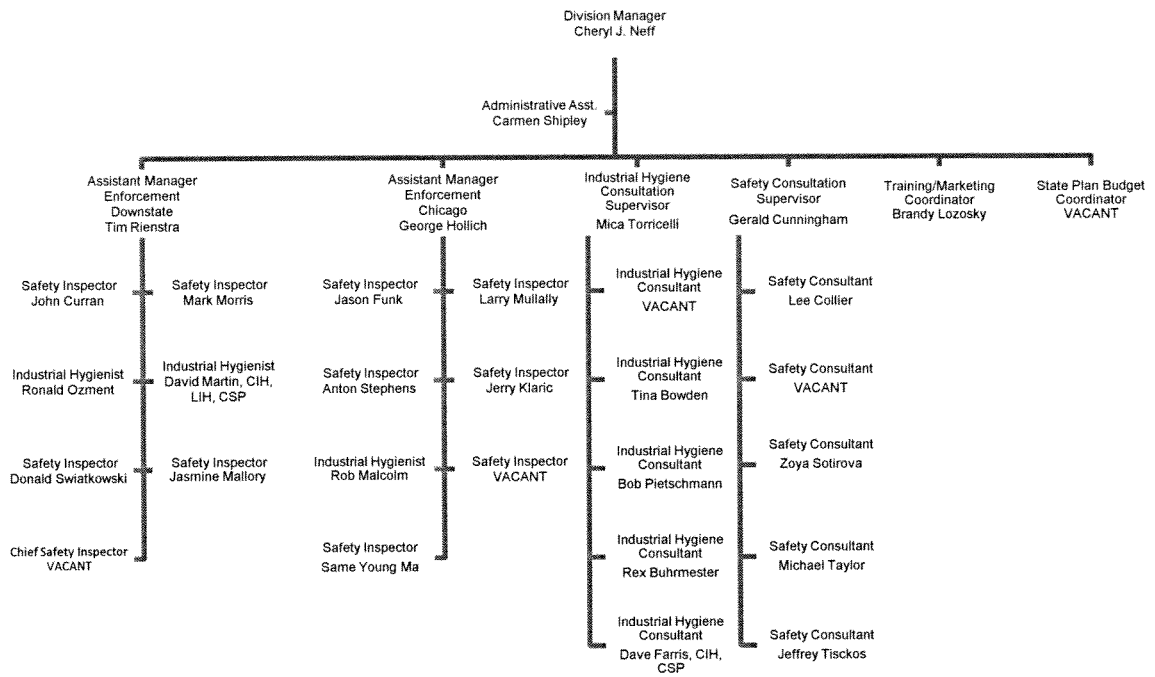 Division Manager
Cheryl J. Neff
Administrative Asst.
Carmen Shipley
Assistant Manager
Enforcement
Downstate
Tim Rienstra
Assistant Manager
Enforcement
Chicago
George Hollich
Industrial Hygiene
Consultation
Supervisor
Mica Torricelli
Safety Consultation
Supervisor
Gerald Cunningham
Training/Marketing
Coordinator
Brandy Lozosky
State Plan Budget
Coordinator
VACANT
Safety Inspector
John Curran
Safety Inspector
Mark Morris
Industrial Hygienist
Ronald Ozment
Industrial Hygienist
David Martin, CIH,
LIH, CSP
Safety Inspector
Donald Swiatkowski
Safety Inspector
Jasmine Mallory
Chief Safety Inspector
VACANT
Safety Inspector
Jason Funk
Safety Inspector
Larry Mullally
Safety Inspector
Anton Stephens
Safety Inspector
Jerry Klaric
Industrial Hygienist
Rob Malcolm
Safety Inspector
VACANT
Safety Inspector
Same Young Ma
Industrial Hygiene
Consultant
VACANT
Industrial Hygiene
Consultant
Tina Bowden
Industrial Hygiene
Consultant
Bob Pietschmann
Industrial Hygiene
Consultant
Rex Buhrmester
Industrial Hygiene
Consultant
Dave Farris, CIH,
CSP
Safety Consultant
Lee Collier
Safety Consultant
VACANT
Safety Consultant
Zoya Sotirova
Safety Consultant
Michael Taylor
Safety Consultant
Jeffrey Tisckos